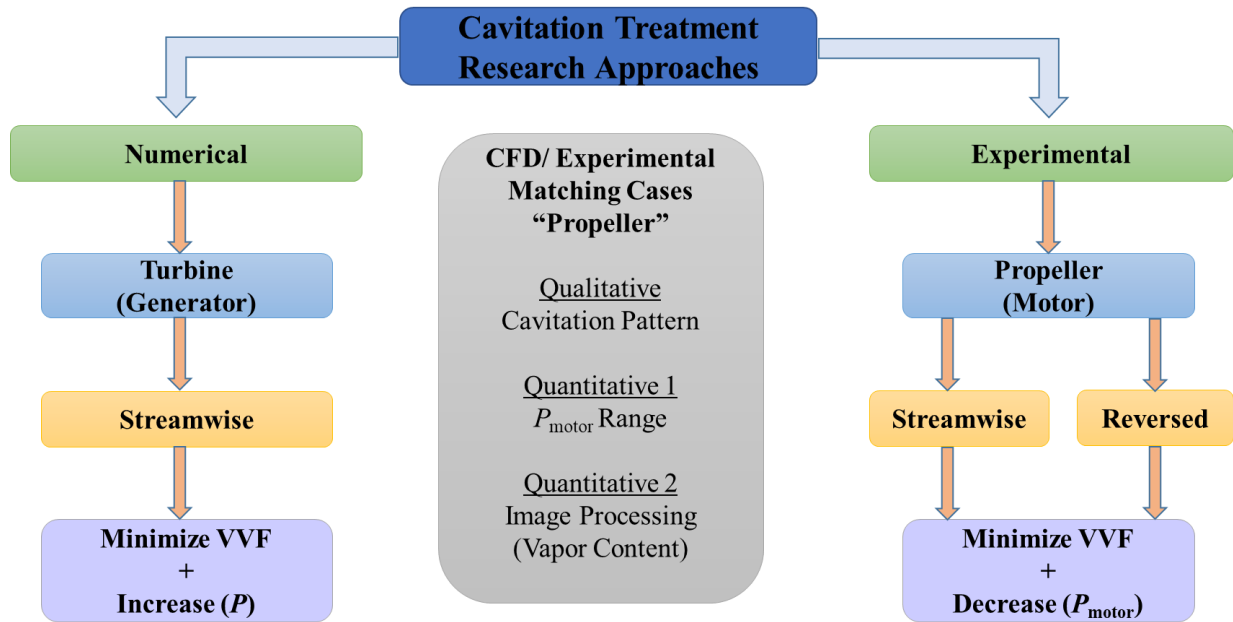 Cavitation Treatment
Research Approaches
Numerical
Turbine
(Generator)
Streamwise
Minimize VVF
+
Increase (P)
CFD/ Experimental
Matching Cases
“Propeller”
Qualitative
Cavitation Pattern
Quantitative 1
Pmotor Range
Quantitative 2
Image Processing
(Vapor Content)
Experimental
Propeller
(Motor)
Streamwise
Reversed
Minimize VVF
+
Decrease (Pmotor)